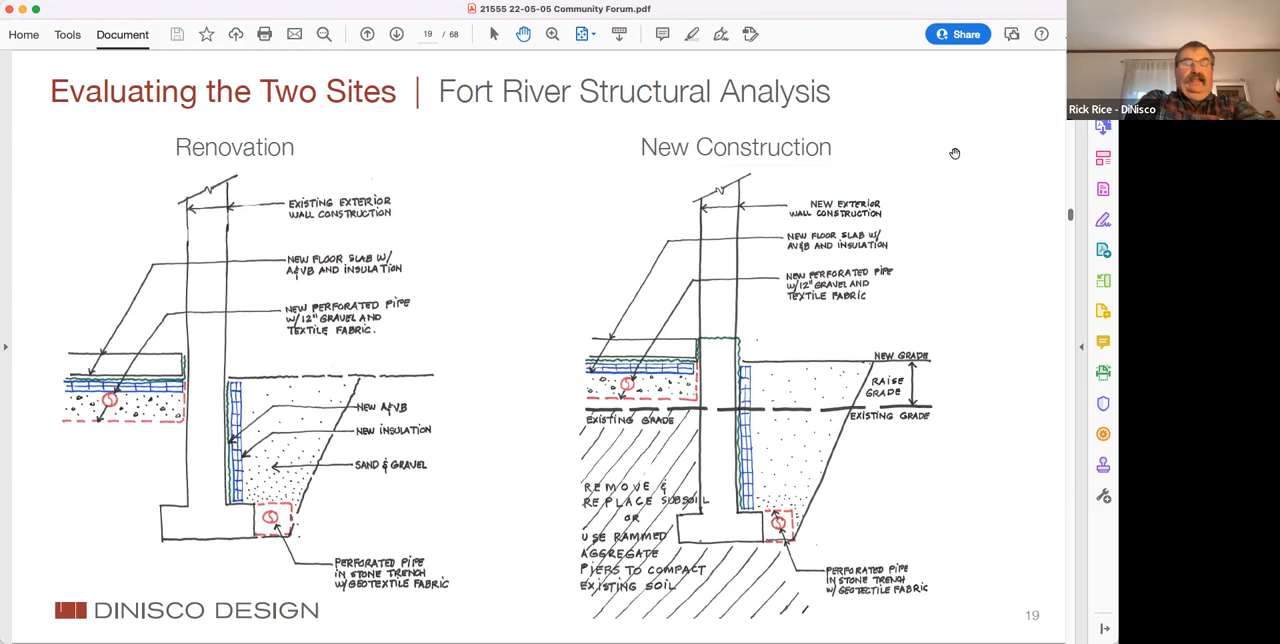 21555 22-05-05 Community Forum.pdf
Home Tools Document 19 / 68 Share
Rick Rice - DiNisco
Evaluating the Two Sites | Fort River Structural Analysis
Renovation
EXISTING EXTERIOR
WALL CONSTRUCTION
NEW FLOOR SLAB W/
A&VB AND INSULATION
NEW PERFORATED PIPE
W/12" GRAVEL AND
TEXTILE FABRIC.
NEW A&VB
NEW INSULATION
SAND & GRAVEL
PERFORATED PIPE
IN STONE TRENCH
W/GEOTEXTILE FABRIC
New Construction
NEW EXTERIOR
WALL CONSTRUCTION
NEW FLOOR SLAB W/
AV&B AND INSULATION
NEW PERFORATED PIPE
W/12" GRAVEL AND
TEXTILE FABRIC
NEW GRADE
RAISE
GRADE
EXISTING GRADE
EXISTING GRADE
REMOVE &
REPLACE SUBSOIL
OR
USE RAMMED
AGGREGATE
PIERS TO COMPACT
EXISTING SOIL
PERFORATED PIPE
IN STONE TRENCH
W/ GEOTECTILE FABRIC
DINISCO DESIGN
19